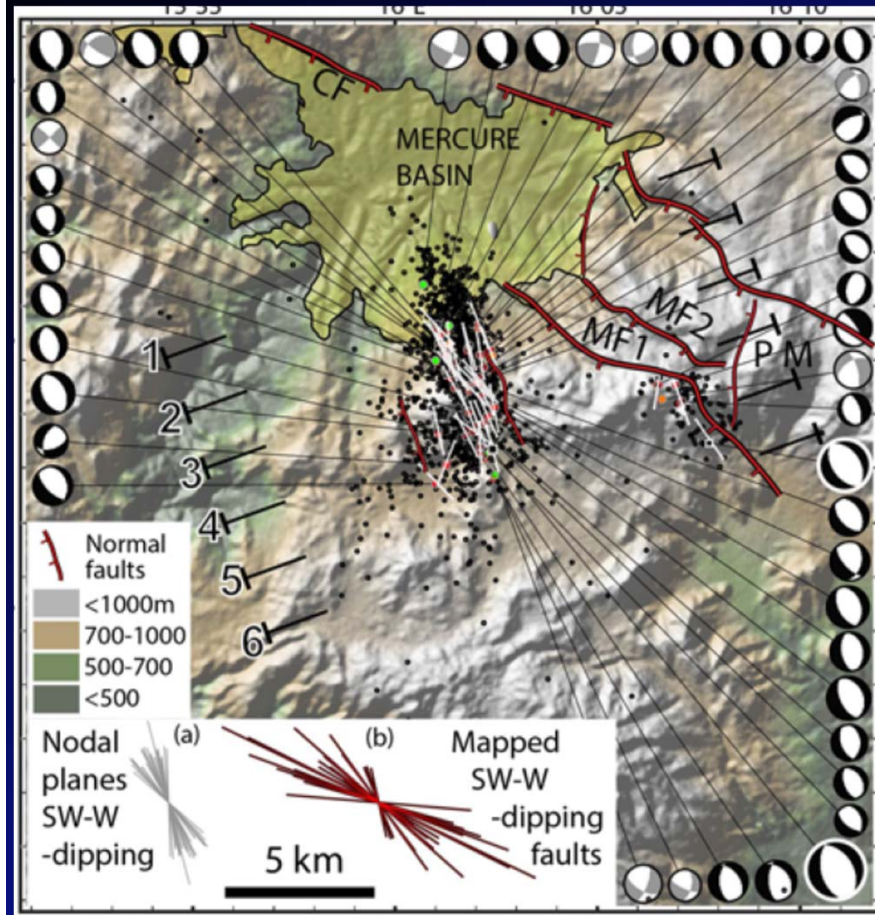 16 E
16 05
16 10
CF
MERCURE
BASIN
MF2
MF1
P M
1
2
3
4
5
6
Normal
faults
<1000m
700-1000
500-700
<500
Nodal
planes
SW-W
-dipping
(a)
(b)
Mapped
SW-W
-dipping
faults
5 km